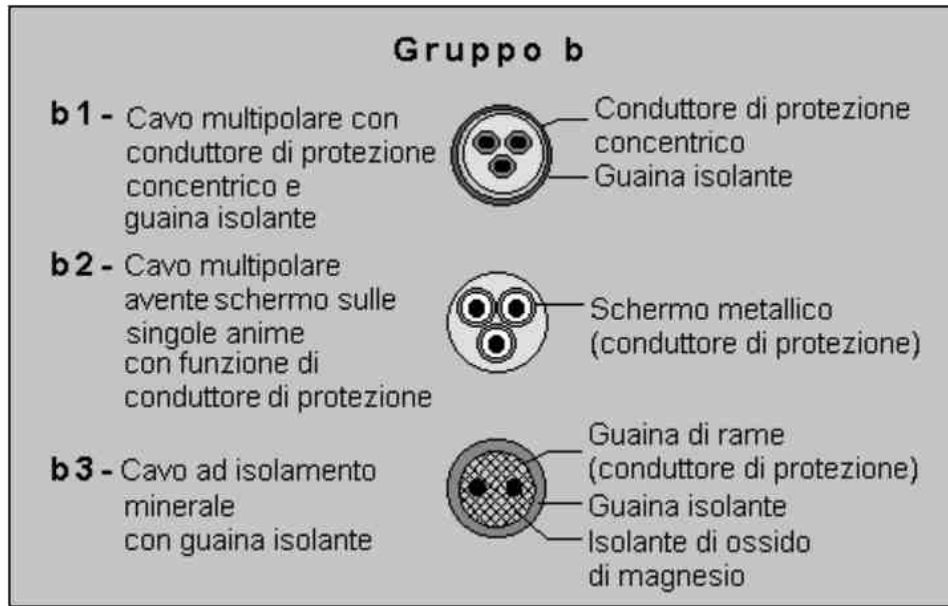 Gruppo b
b1 - Cavo multipolare con
conduttore di protezione
concentrico e
guaina isolante
Conduttore di protezione
concentrico
Guaina isolante
b2 - Cavo multipolare
avente schermo sulle
singole anime
con funzione di
conduttore di protezione
Schermo metallico
(conduttore di protezione)
b3 - Cavo ad isolamento
minerale
con guaina isolante
Guaina di rame
(conduttore di protezione)
Guaina isolante
Isolante di ossido
di magnesio